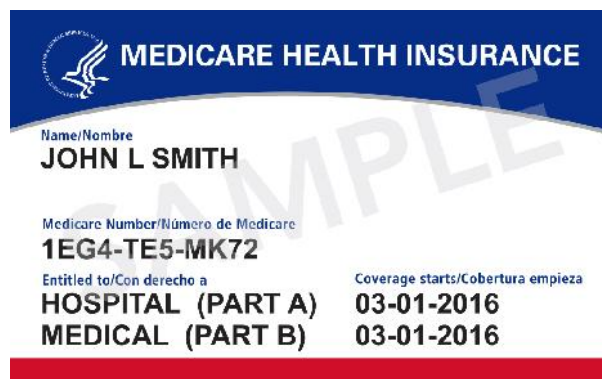 MEDICARE HEALTH INSURANCE
Name/Nombre
JOHN L SMITH
Medicare Number/Número de Medicare
1EG4-TE5-MK72
Entitled to/Con derecho a Coverage starts/Cobertura empieza
HOSPITAL (PART A) 03-01-2016
MEDICAL (PART B) 03-01-2016
SAMPLE